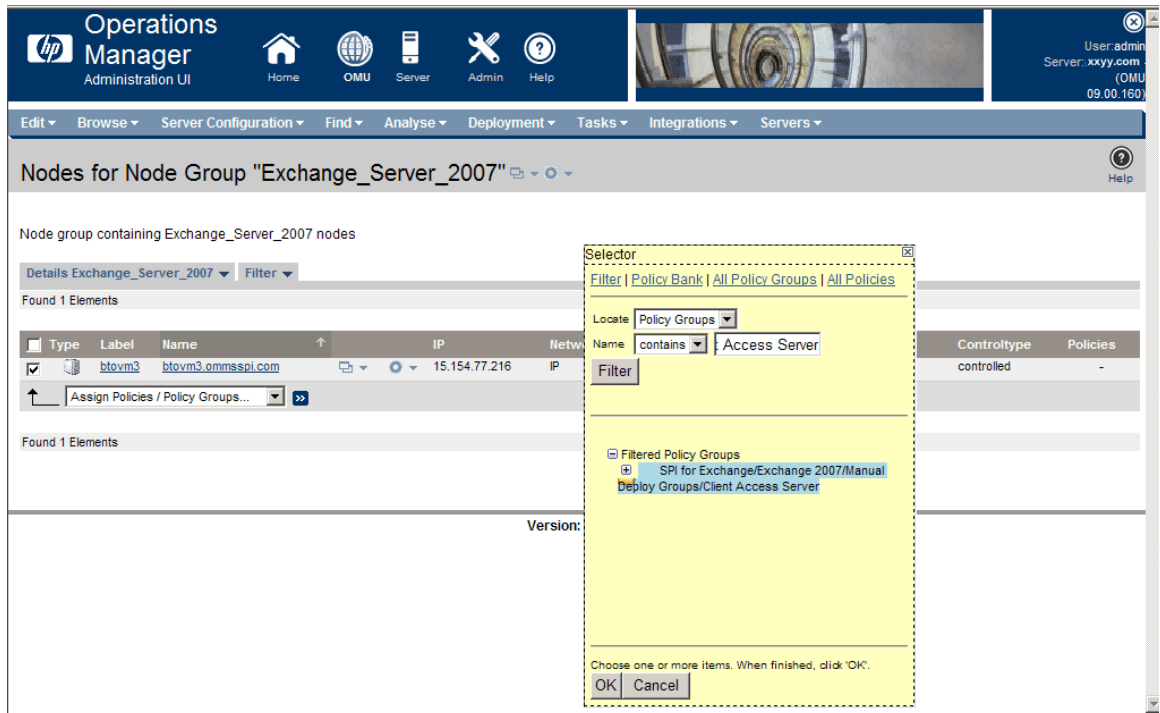 hp Operations Manager
Administration UI
Home OMU Server Admin Help
User:admin
Server:.xxyy.com -
(OMU
09.00.160)
Edit Browse Server Configuration Find Analyse Deployment Tasks Integrations Servers
Nodes for Node Group "Exchange_Server_2007"
Help
Node group containing Exchange_Server_2007 nodes
Details Exchange_Server_2007 Filter
Found 1 Elements
Type Label Name IP Netw Controltype Policies
btovm3 btovm3.ommsspi.com 15.154.77.216 IP controlled -
Assign Policies / Policy Groups...
Found 1 Elements
Version:
Selector
Filter | Policy Bank | All Policy Groups | All Policies
Locate Policy Groups
Name contains t Access Server
Filter
Filtered Policy Groups
SPI for Exchange/Exchange 2007/Manual
Deploy Groups/Client Access Server
Choose one or more items. When finished, click 'OK'.
OK Cancel